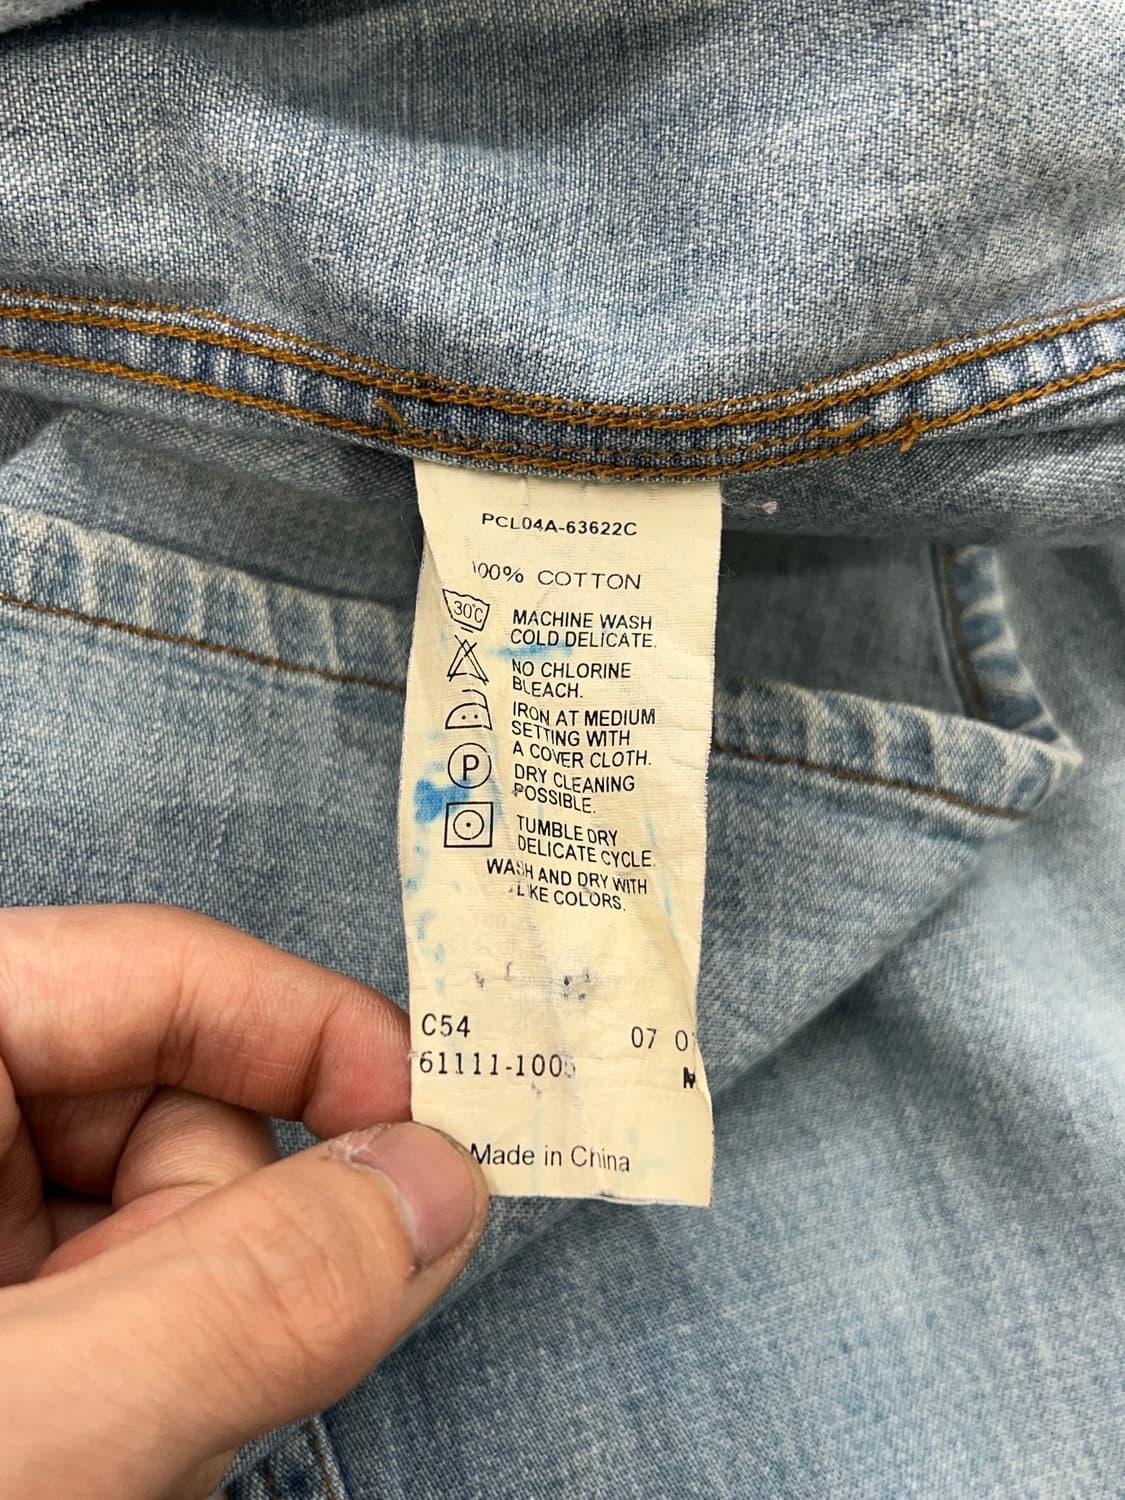 PCL04A-63622C
100% COTTON
30°C
MACHINE WASH
COLD DELICATE.
NO CHLORINE
BLEACH.
IRON AT MEDIUM
SETTING WITH
A COVER CLOTH.
P
DRY CLEANING
POSSIBLE.
TUMBLE DRY
DELICATE CYCLE.
WASH AND DRY WITH
LIKE COLORS.
C54 07
61111-1005
Made in China